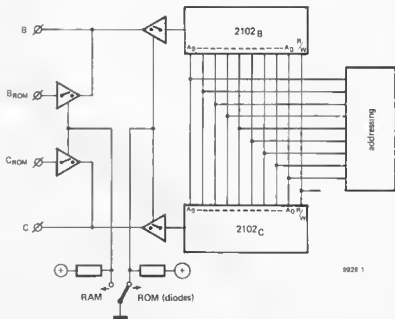 B
2102B
A9
A0
R/W
BROM
addressing
CROM
C
A9
A0
R/W
2102C
9928 1
RAM
ROM (diodes)